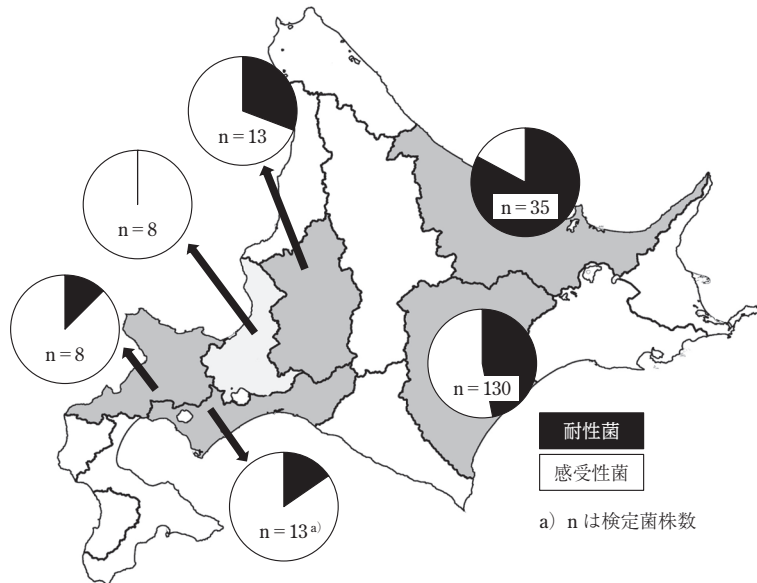 n = 13
n = 35
n = 8
n = 8
n = 130
n = 13 a)
耐性菌
感受性菌
a) n は検定菌株数